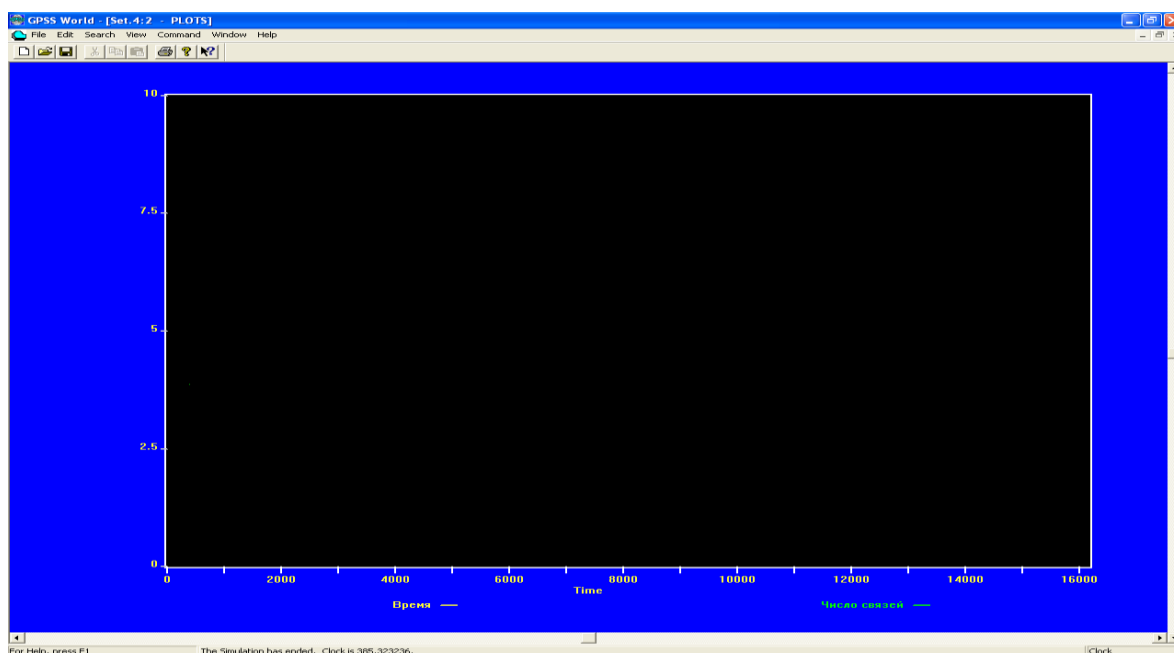 GPSS World - [Set.4:2 - PLOTS]
File Edit Search View Command Window Help
10
7.5
5
2.5
0
0 2000 4000 6000 8000 10000 12000 14000 16000
Time
Время Число связей
For Help, press F1 The Simulation has ended. Clock is 385.323236. Clock